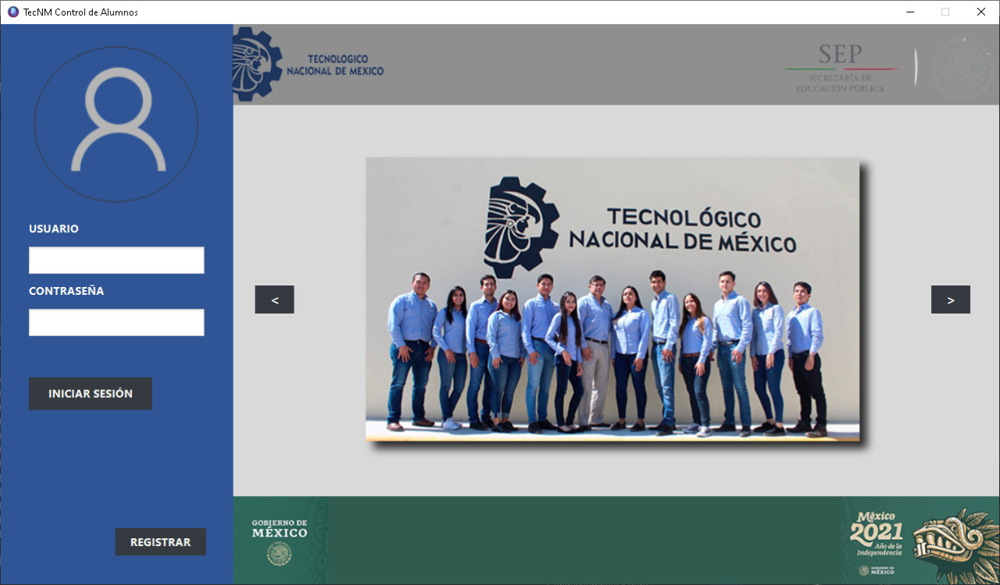 TecNM Control de Alumnos
TECNOLOGICO
NACIONAL DE MEXICO
SEP
SECRETARÍA DE
EDUCACIÓN PÚBLICA
USUARIO
CONTRASEÑA
INICIAR SESIÓN
REGISTRAR
<
TECNOLÓGICO
NACIONAL DE MÉXICO
>
GOBIERNO DE
MÉXICO
México
2021
Año de la
Independencia
GOBIERNO DE
MÉXICO